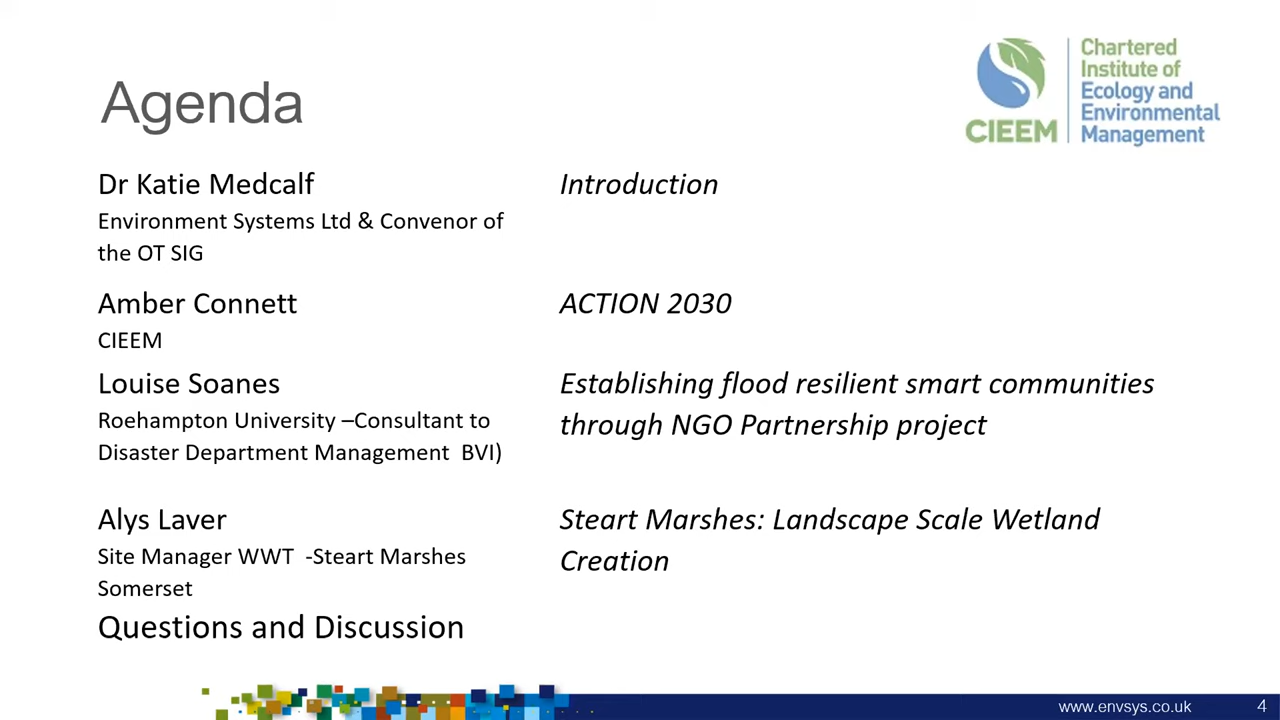 Agenda
CIEEM
Chartered
Institute of
Ecology and
Environmental
Management
Dr Katie Medcalf
Introduction
Environment Systems Ltd & Convenor of
the OT SIG
Amber Connett
ACTION 2030
CIEEM
Louise Soanes
Establishing flood resilient smart communities
through NGO Partnership project
Roehampton University –Consultant to
Disaster Department Management  BVI)
Alys Laver
Steart Marshes: Landscape Scale Wetland
Creation
Site Manager WWT  -Steart Marshes
Somerset
Questions and Discussion
www.envsys.co.uk
4